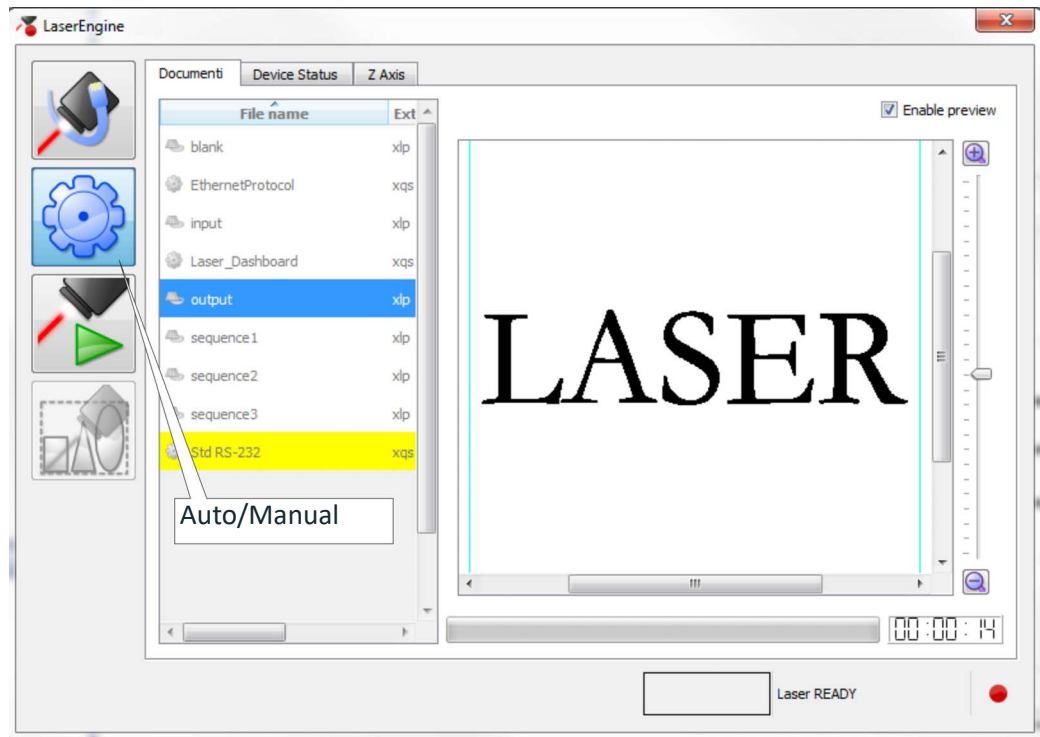 LaserEngine
Documenti Device Status Z Axis
File name Ext
Enable preview
blank xlp
EthernetProtocol xqs
input xlp
Laser_Dashboard xqs
output xlp
sequence1 xlp
sequence2 xlp
sequence3 xlp
Std RS-232 xqs
LASER
Auto/Manual
00:00:14
Laser READY